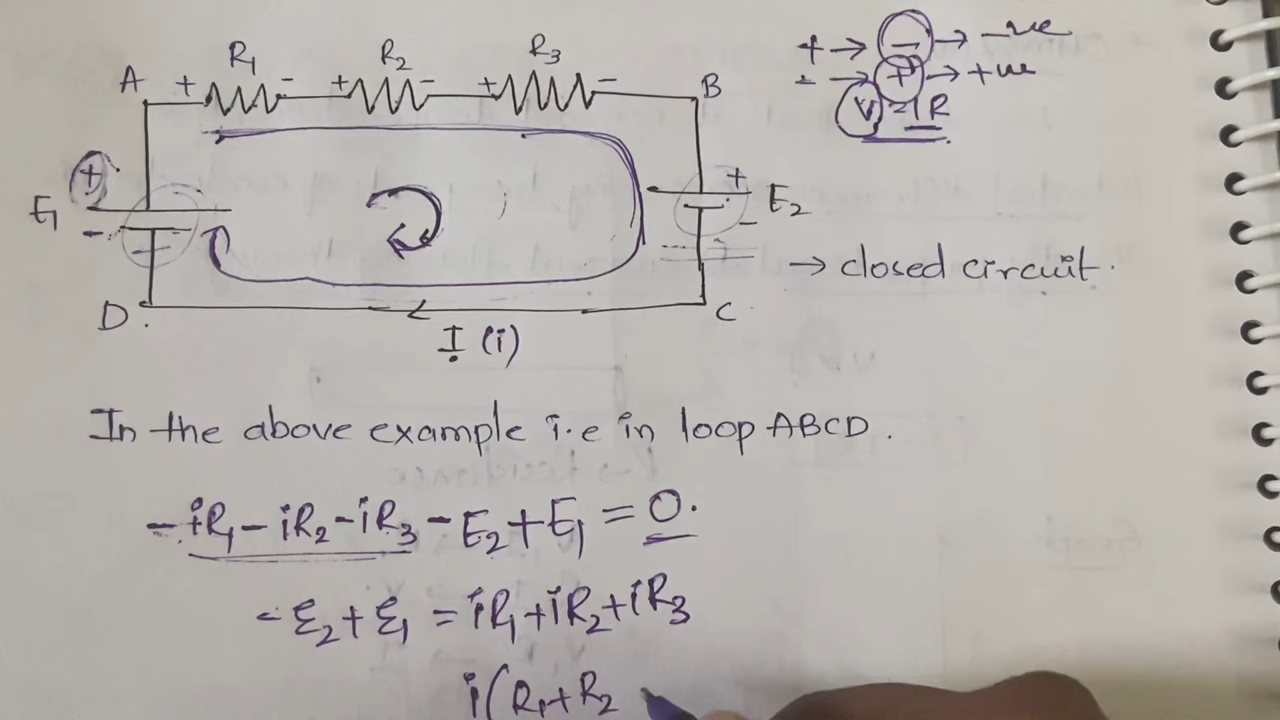 R₁ R₂ R₃
A + - + - + - B
+ → - → -ve
- → + → +ve
V = IR
+
E₁
-
+
E₂
-
→ closed circuit.
D. C
I (i)
In the above example i.e in loop ABCD.
- iR₁ - iR₂ - iR₃ - E₂ + E₁ = 0.
- E₂ + E₁ = iR₁ + iR₂ + iR₃
i(R₁ + R₂